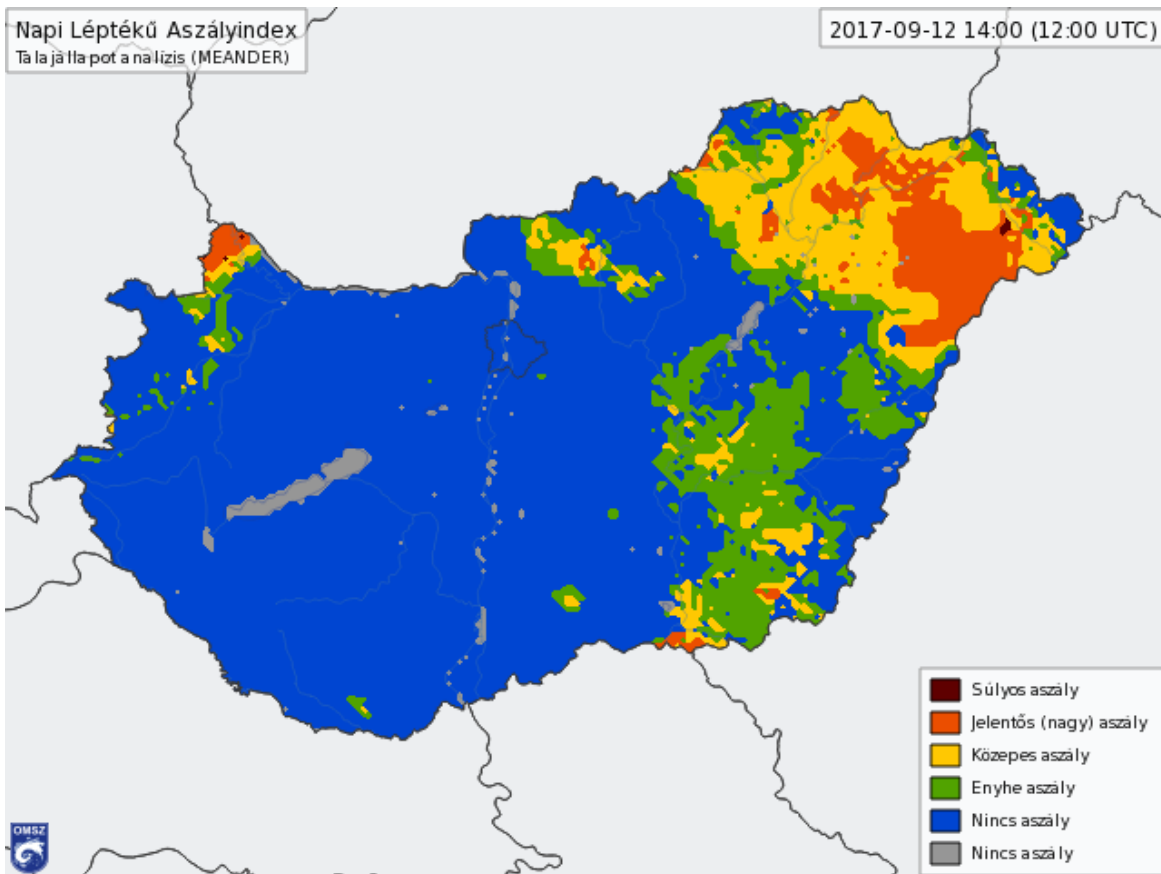 Napi Léptékű Aszályindex
Talajállapot analízis (MEANDER)
2017-09-12 14:00 (12:00 UTC)
Súlyos aszály
Jelentős (nagy) aszály
Közepes aszály
Enyhe aszály
Nincs aszály
Nincs aszály
OMSZ